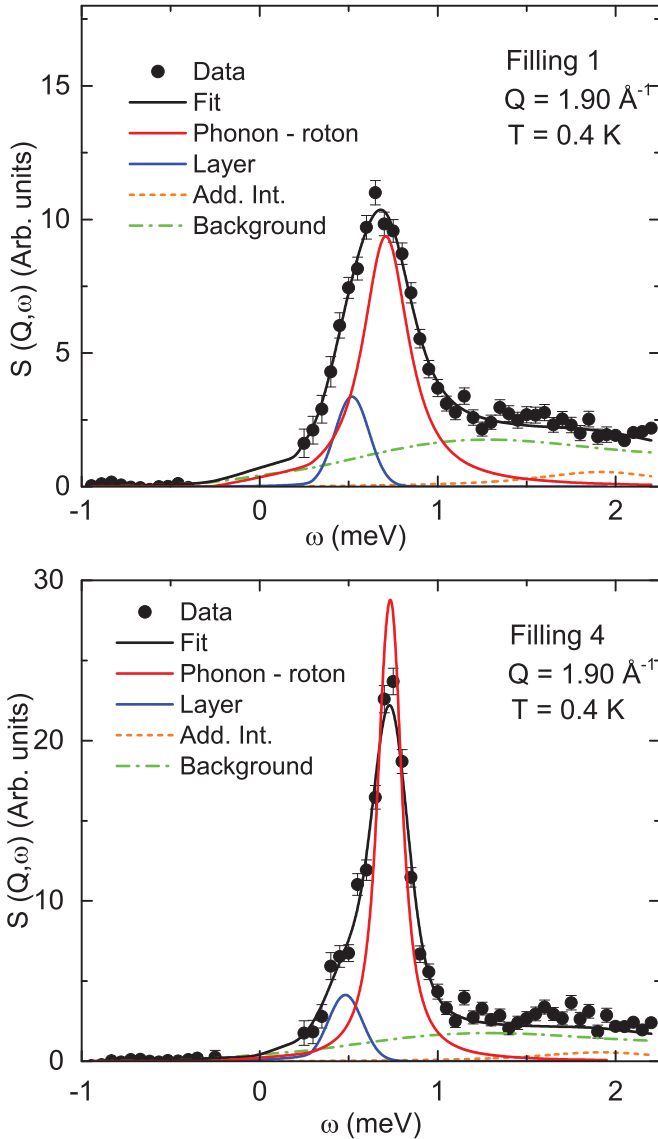 15
10
5
0
S (Q,ω) (Arb. units)
Data
Fit
Phonon - roton
Layer
Add. Int.
Background
Filling 1
Q = 1.90 Å⁻¹
T = 0.4 K
-1 0 1 2
ω (meV)
30
20
10
0
S (Q,ω) (Arb. units)
Data
Fit
Phonon - roton
Layer
Add. Int.
Background
Filling 4
Q = 1.90 Å⁻¹
T = 0.4 K
-1 0 1 2
ω (meV)